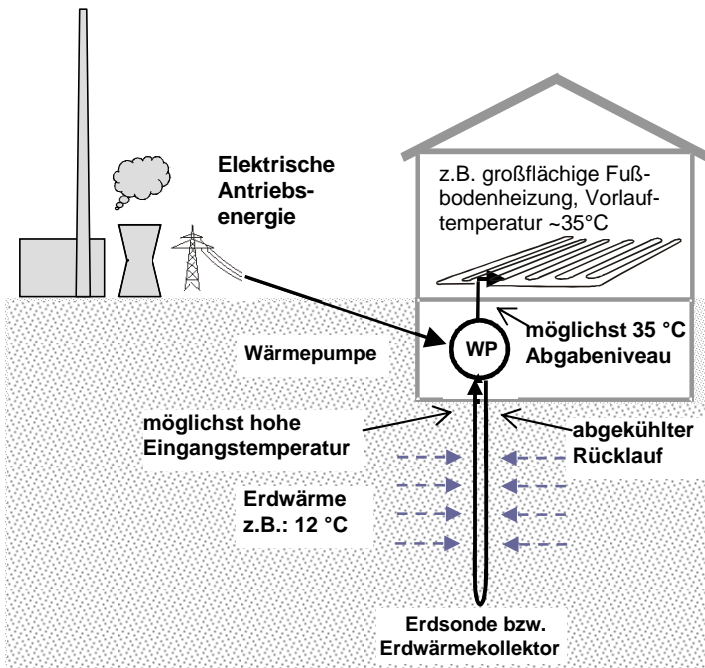 Elektrische
Antriebs-
energie
z.B. großflächige Fuß-
bodenheizung, Vorlauf-
temperatur ~35°C
WP
möglichst 35 °C
Abgabeniveau
Wärmepumpe
möglichst hohe
Eingangstemperatur
abgekühlter
Rücklauf
Erdwärme
z.B.: 12 °C
Erdsonde bzw.
Erdwärmekollektor